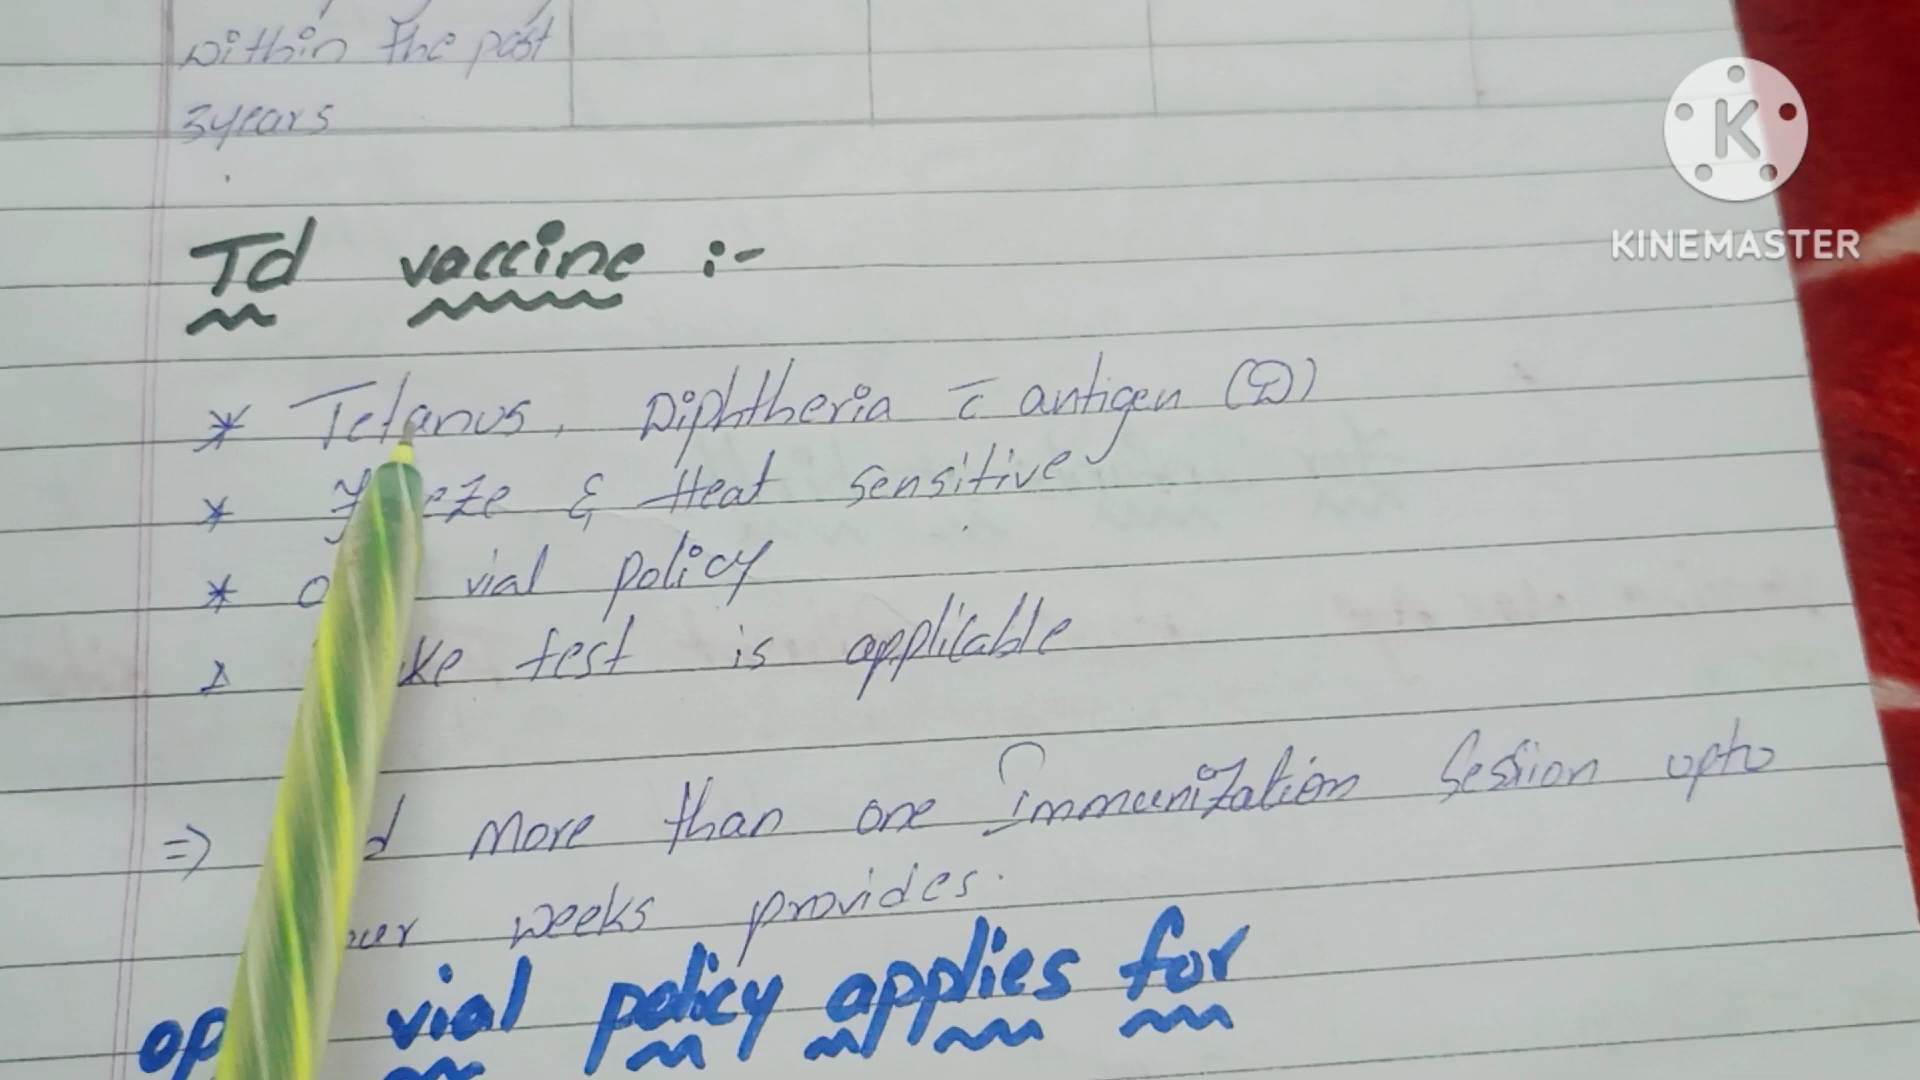 within the past
3years
Td vaccine :-
* Tetanus, Diphtheria c̄ antigen (D)
* & Heat sensitive
* vial policy
* test is applicable
=> more than one immunization Session upto
weeks provides.
vial policy applies for
K
KINEMASTER